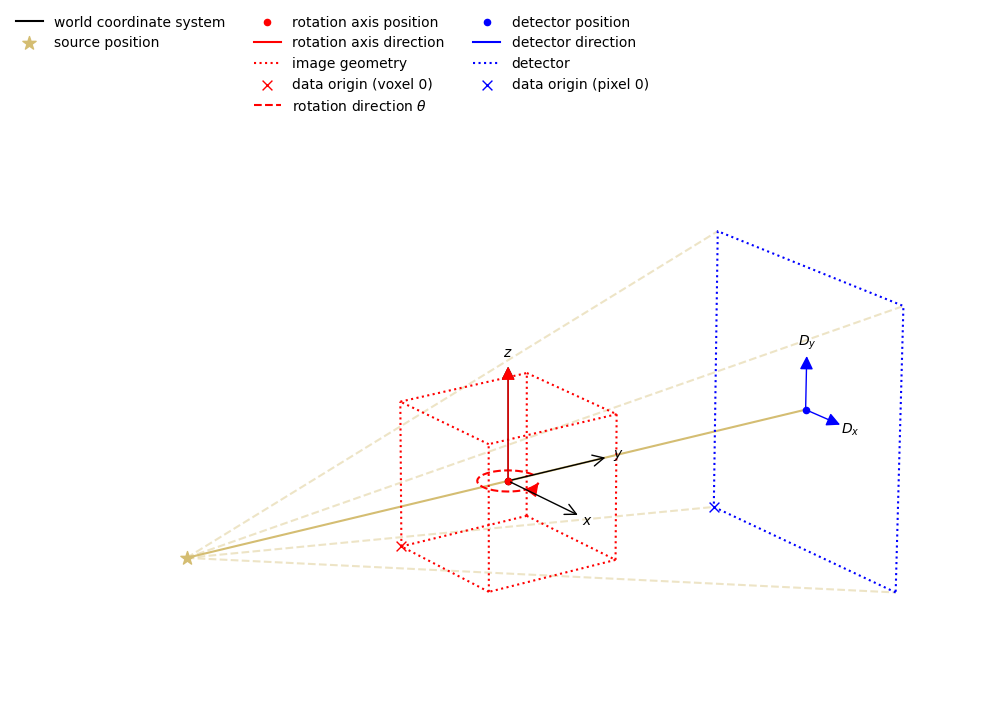 world coordinate system
source position
rotation axis position
rotation axis direction
image geometry
data origin (voxel 0)
rotation direction θ
detector position
detector direction
detector
data origin (pixel 0)
z
y
x
D_y
D_x